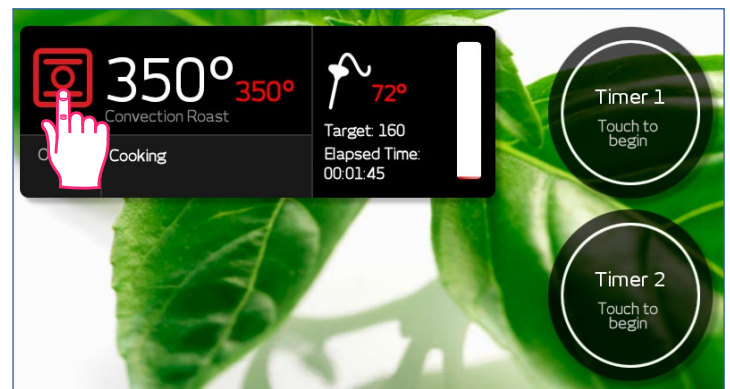 350° 350°
Convection Roast
Cooking
72°
Target: 160
Elapsed Time:
00:01:45
Timer 1
Touch to
begin
Timer 2
Touch to
begin